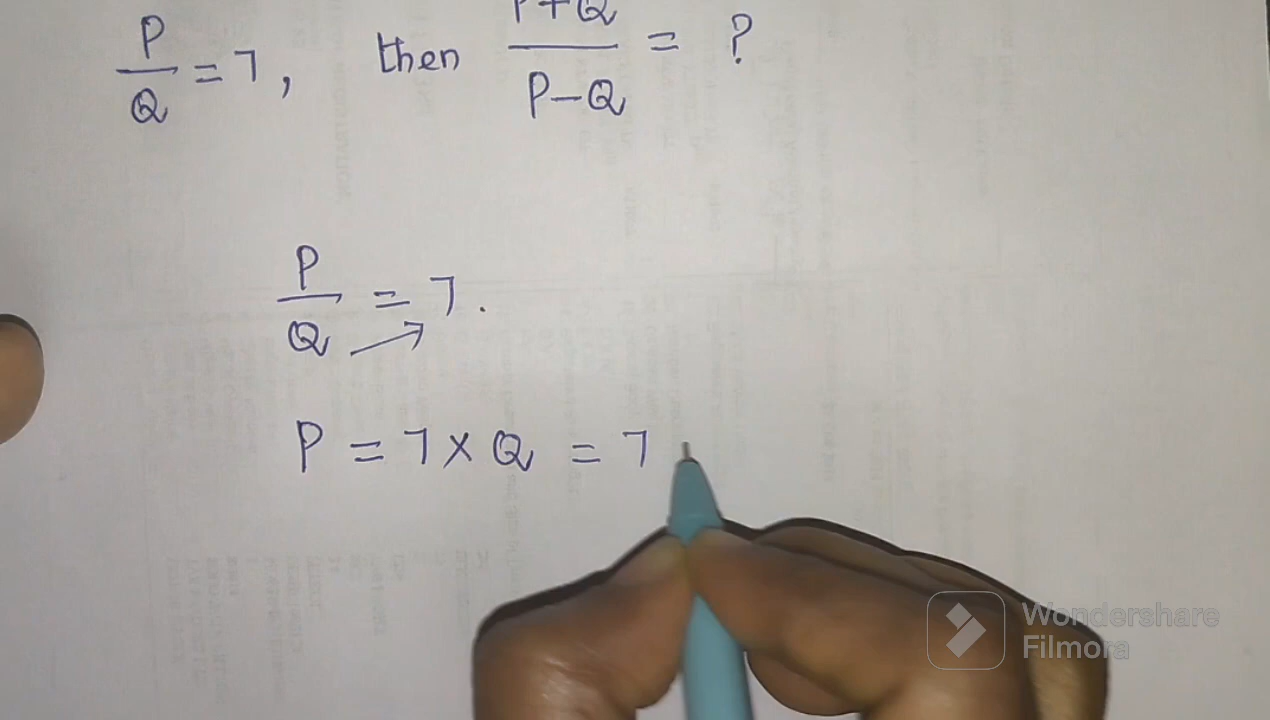 P/Q = 7, then P+Q/P-Q = ?
P/Q = 7.
P = 7 × Q = 7
Wondershare
Filmora